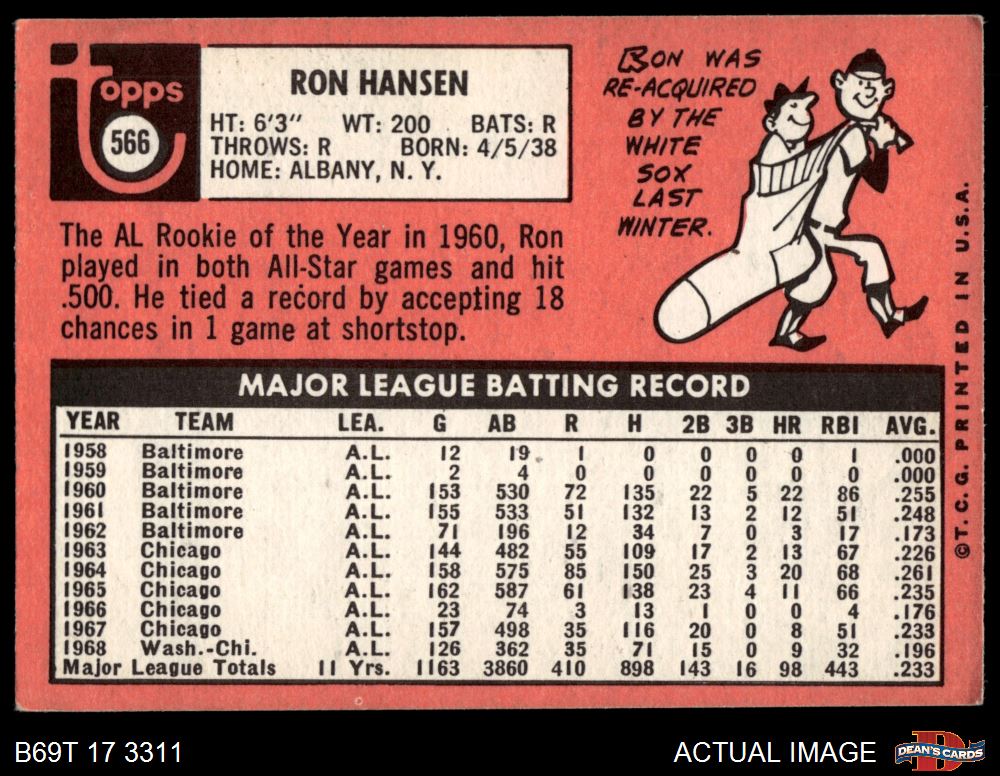 topps
566
RON HANSEN
HT: 6'3" WT: 200 BATS: R
THROWS: R BORN: 4/5/38
HOME: ALBANY, N. Y.
RON WAS
RE-ACQUIRED
BY THE
WHITE
SOX
LAST
WINTER.
The AL Rookie of the Year in 1960, Ron
played in both All-Star games and hit
.500. He tied a record by accepting 18
chances in 1 game at shortstop.
MAJOR LEAGUE BATTING RECORD
YEAR TEAM LEA. G AB R H 2B 3B HR RBI AVG.
1958 Baltimore A.L. 12 19 1 0 0 0 0 1 .000
1959 Baltimore A.L. 2 4 0 0 0 0 0 0 .000
1960 Baltimore A.L. 153 530 72 135 22 5 22 86 .255
1961 Baltimore A.L. 155 533 51 132 13 2 12 51 .248
1962 Baltimore A.L. 71 196 12 34 7 0 3 17 .173
1963 Chicago A.L. 144 482 55 109 17 2 13 67 .226
1964 Chicago A.L. 158 575 85 150 25 3 20 68 .261
1965 Chicago A.L. 162 587 61 138 23 4 11 66 .235
1966 Chicago A.L. 23 74 3 13 1 0 0 4 .176
1967 Chicago A.L. 157 498 35 116 20 0 8 51 .233
1968 Wash.-Chi. A.L. 126 362 35 71 15 0 9 32 .196
Major League Totals 11 Yrs. 1163 3860 410 898 143 16 98 443 .233
©T. C. G. PRINTED IN U.S.A.
B69T 17 3311
ACTUAL IMAGE
DEAN'S CARDS